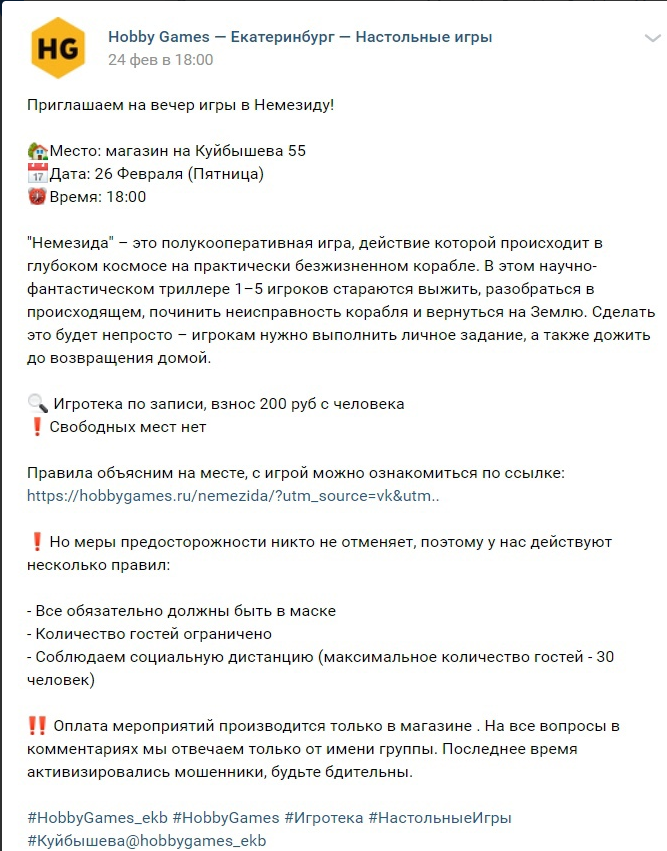 HG
Hobby Games — Екатеринбург — Настольные игры
24 фев в 18:00
Приглашаем на вечер игры в Немезиду!
Место: магазин на Куйбышева 55
17
Дата: 26 Февраля (Пятница)
Время: 18:00
"Немезида" – это полукооперативная игра, действие которой происходит в
глубоком космосе на практически безжизненном корабле. В этом научно-
фантастическом триллере 1–5 игроков стараются выжить, разобраться в
происходящем, починить неисправность корабля и вернуться на Землю. Сделать
это будет непросто – игрокам нужно выполнить личное задание, а также дожить
до возвращения домой.
Игротека по записи, взнос 200 руб с человека
❗ Свободных мест нет
Правила объясним на месте, с игрой можно ознакомиться по ссылке:
https://hobbygames.ru/nemezida/?utm_source=vk&utm..
❗ Но меры предосторожности никто не отменяет, поэтому у нас действуют
несколько правил:
- Все обязательно должны быть в маске
- Количество гостей ограничено
- Соблюдаем социальную дистанцию (максимальное количество гостей - 30
человек)
‼ Оплата мероприятий производится только в магазине . На все вопросы в
комментариях мы отвечаем только от имени группы. Последнее время
активизировались мошенники, будьте бдительны.
#HobbyGames_ekb #HobbyGames #Игротека #НастольныеИгры
#Куйбышева@hobbygames_ekb